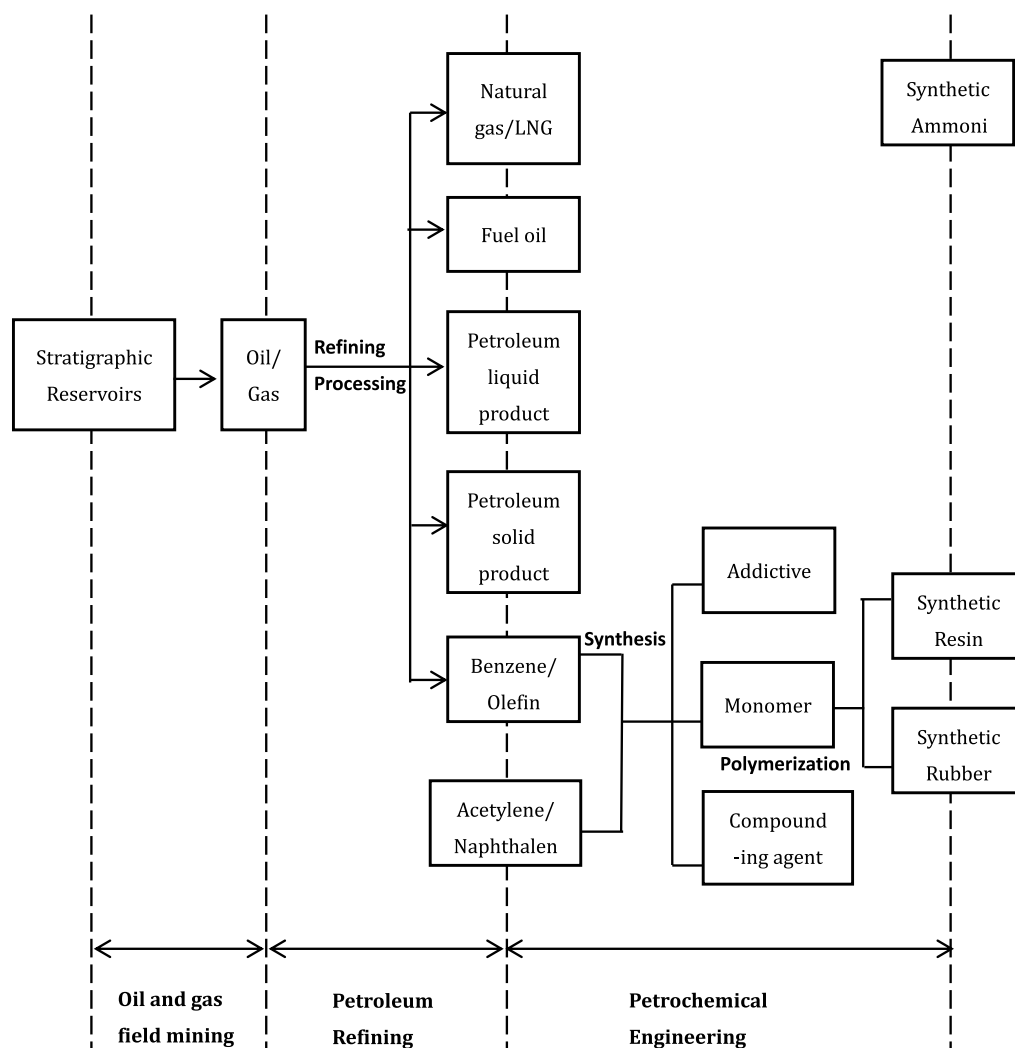 Natural
gas/LNG
Synthetic
Ammoni
Fuel oil
Stratigraphic
Reservoirs
Oil/
Gas
Refining
Processing
Petroleum
liquid
product
Petroleum
solid
product
Addictive
Synthesis
Benzene/
Olefin
Monomer
Polymerization
Synthetic
Resin
Synthetic
Rubber
Acetylene/
Naphthalen
Compound
-ing agent
Oil and gas
field mining
Petroleum
Refining
Petrochemical
Engineering